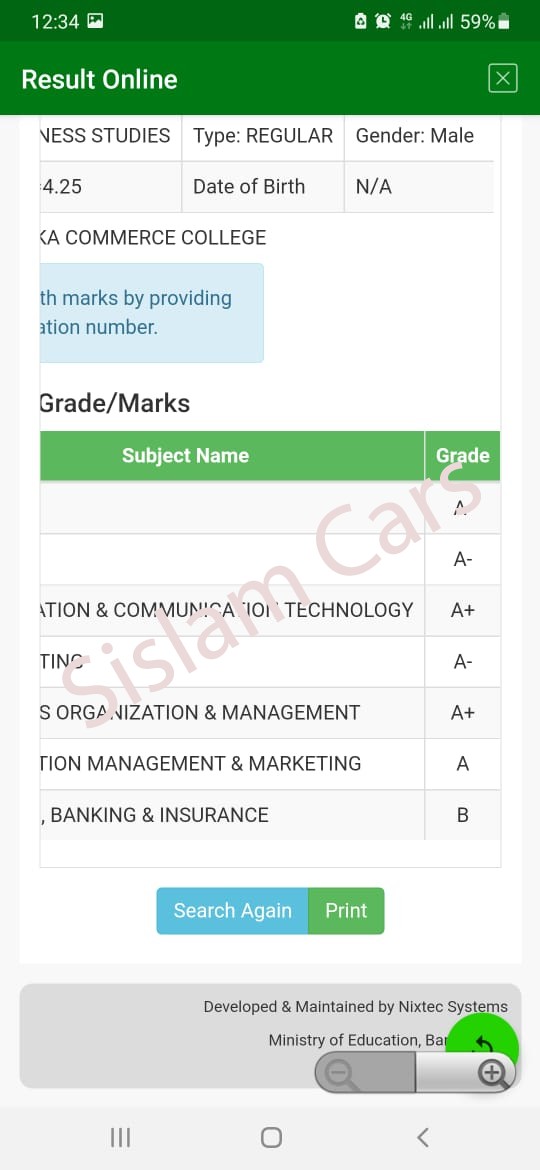 12:34 4G 59%
Result Online
NESS STUDIES Type: REGULAR Gender: Male
4.25 Date of Birth N/A
KA COMMERCE COLLEGE
th marks by providing
ation number.
Grade/Marks
Subject Name Grade
A-
ATION & COMMUNICATION TECHNOLOGY A+
TING A-
S ORGANIZATION & MANAGEMENT A+
TION MANAGEMENT & MARKETING A
, BANKING & INSURANCE B
Sislam Cars
Search Again Print
Developed & Maintained by Nixtec Systems
Ministry of Education,